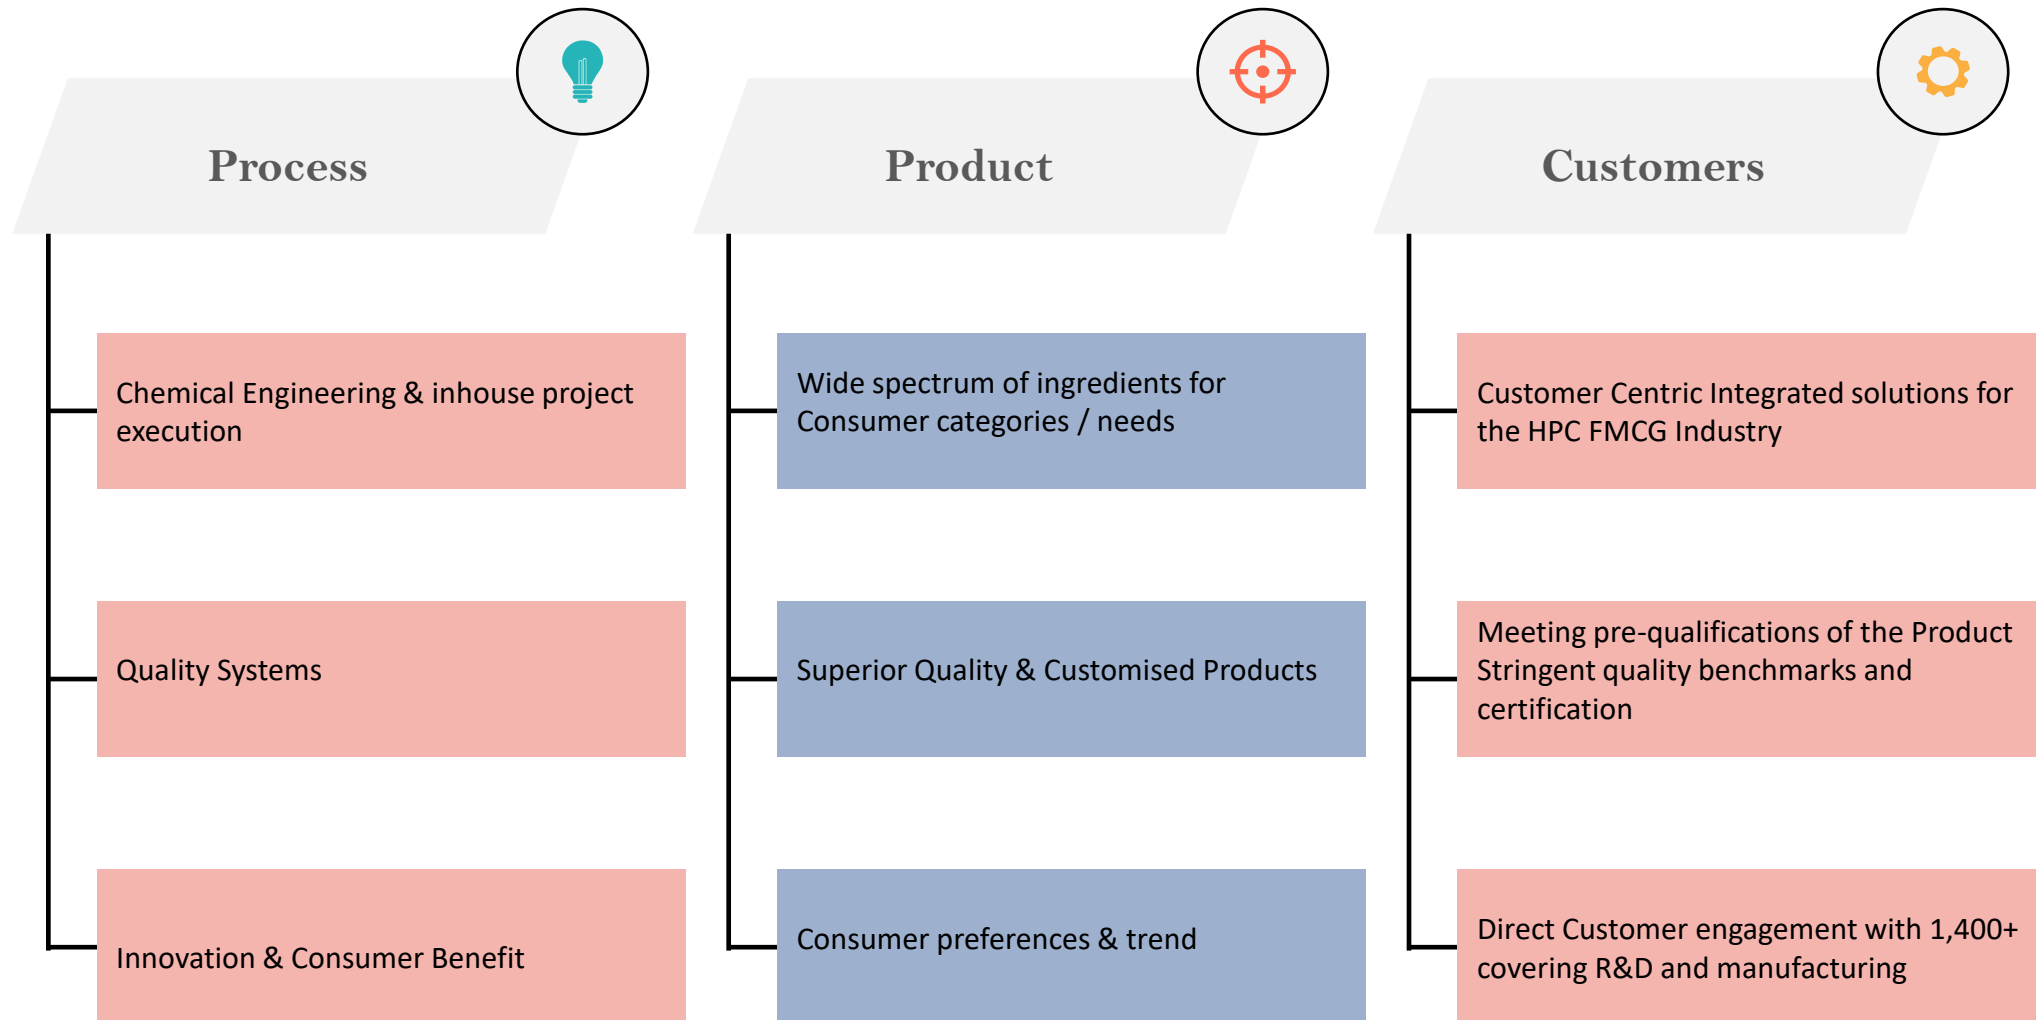 Process
Chemical Engineering & inhouse project
execution
Quality Systems
Innovation & Consumer Benefit
Product
Wide spectrum of ingredients for
Consumer categories / needs
Superior Quality & Customised Products
Consumer preferences & trend
Customers
Customer Centric Integrated solutions for
the HPC FMCG Industry
Meeting pre-qualifications of the Product
Stringent quality benchmarks and
certification
Direct Customer engagement with 1,400+
covering R&D and manufacturing